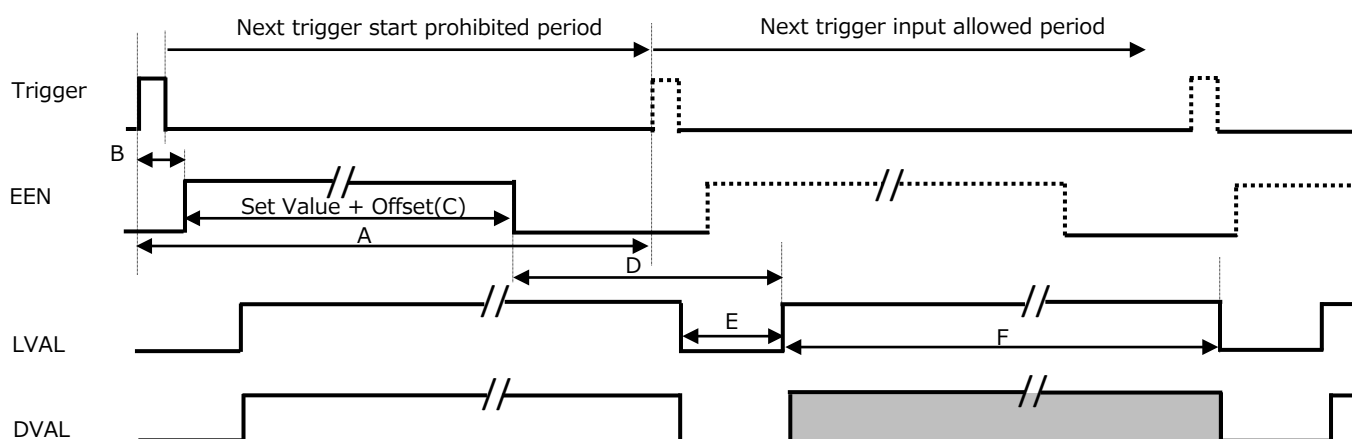 Next trigger start prohibited period
Next trigger input allowed period
Trigger
B
EEN
Set Value + Offset(C)
A
D
E
LVAL
F
DVAL